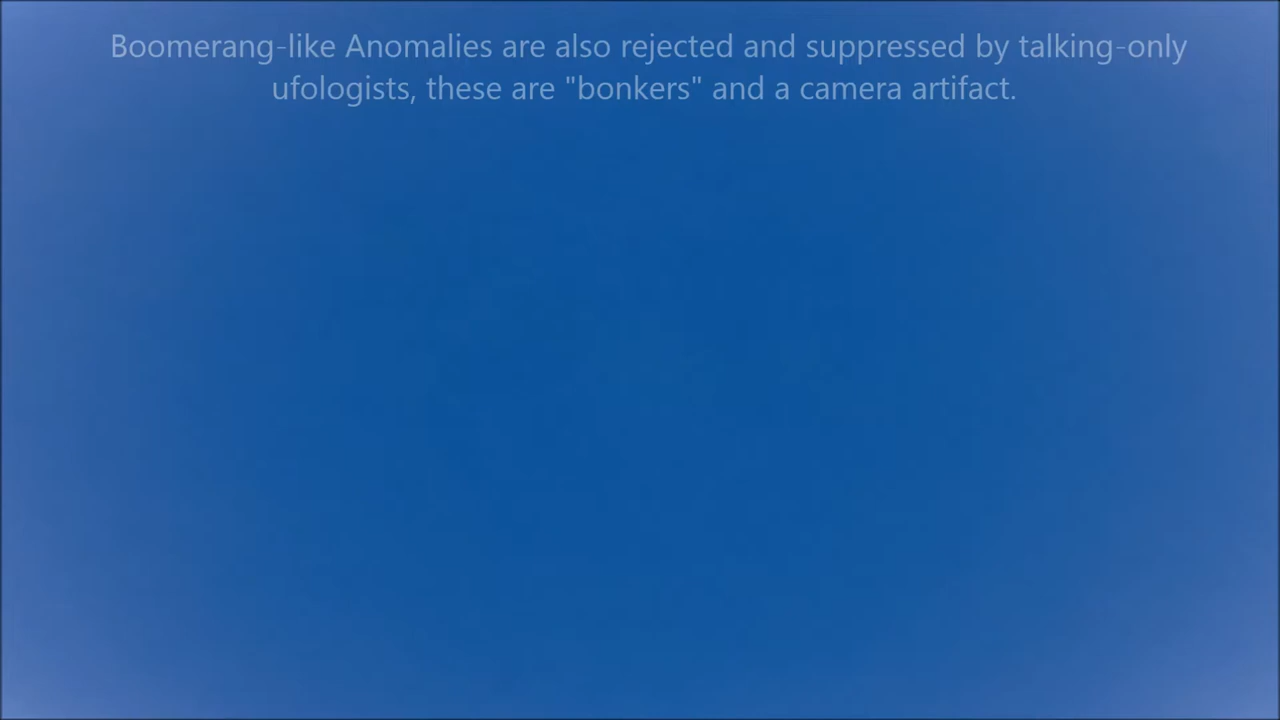 Boomerang-like Anomalies are also rejected and suppressed by talking-only
ufologists, these are "bonkers" and a camera artifact.